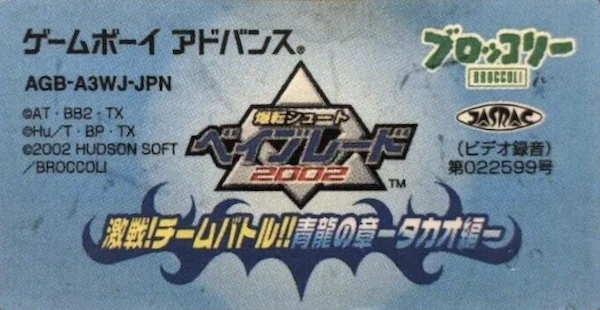 ゲームボーイ アドバンス®
ブロッコリー
BROCCOLI
AGB-A3WJ-JPN
©AT・BB2・TX
©Hu/T・BP・TX
©2002 HUDSON SOFT
/BROCCOLI
爆転シュート
ベイブレード
2002
TM
JASRAC
(ビデオ録音)
第022599号
激戦!チームバトル!!青龍の章ータカオ編ー